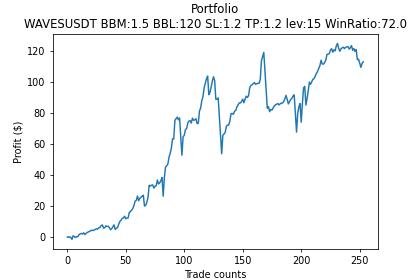 Portfolio
WAVESUSDT BBM:1.5 BBL:120 SL:1.2 TP:1.2 lev:15 WinRatio:72.0
120
100
80
60
40
20
0
Profit ($)
0 50 100 150 200 250
Trade counts